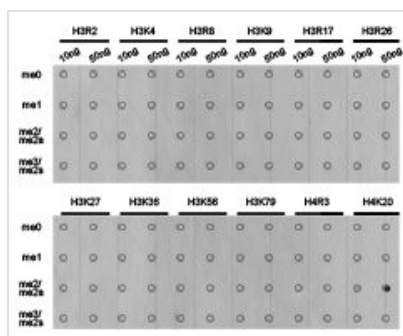 H3R2 H3K4 H3R8 H3K9 H3R17 H3R26
10ng 50ng 10ng 50ng 10ng 50ng 10ng 50ng 10ng 50ng 10ng 50ng
me0
me1
me2/
me2a
me3/
me2s
H3K27 H3K36 H3K56 H3K79 H4R3 H4K20
me0
me1
me2/
me2a
me3/
me2s